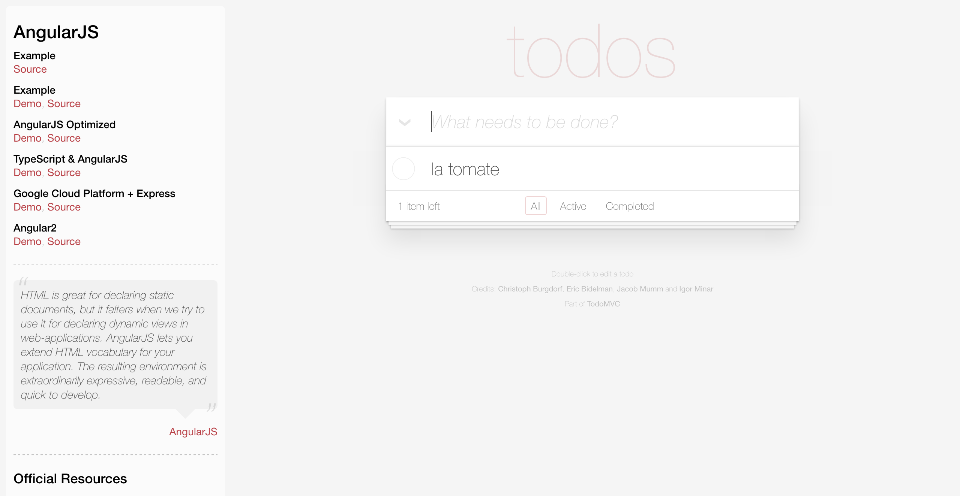 AngularJS
Example
Source
Example
Demo, Source
AngularJS Optimized
Demo, Source
TypeScript & AngularJS
Demo, Source
Google Cloud Platform + Express
Demo, Source
Angular2
Demo, Source
“
HTML is great for declaring static
documents, but it falters when we try to
use it for declaring dynamic views in
web-applications. AngularJS lets you
extend HTML vocabulary for your
application. The resulting environment is
extraordinarily expressive, readable, and
quick to develop.
”
AngularJS
Official Resources
todos
What needs to be done?
la tomate
1 item left
All
Active
Completed
Double-click to edit a todo
Credits: Christoph Burgdorf, Eric Bidelman, Jacob Mumm and Igor Minar
Part of TodoMVC